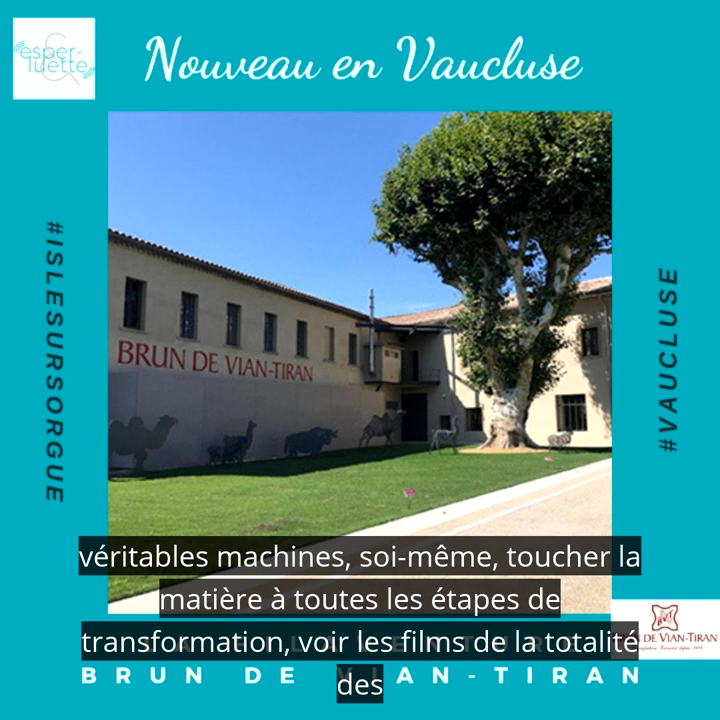 esper-
luette
Nouveau en Vaucluse
#ISLESURSORGUE
#VAUCLUSE
BRUN DE VIAN-TIRAN
véritables machines, soi-même, toucher la
matière à toutes les étapes de
transformation, voir les films de la totalité
des
DE VIAN-TIRAN
BRUN DE VIAN-TIRAN